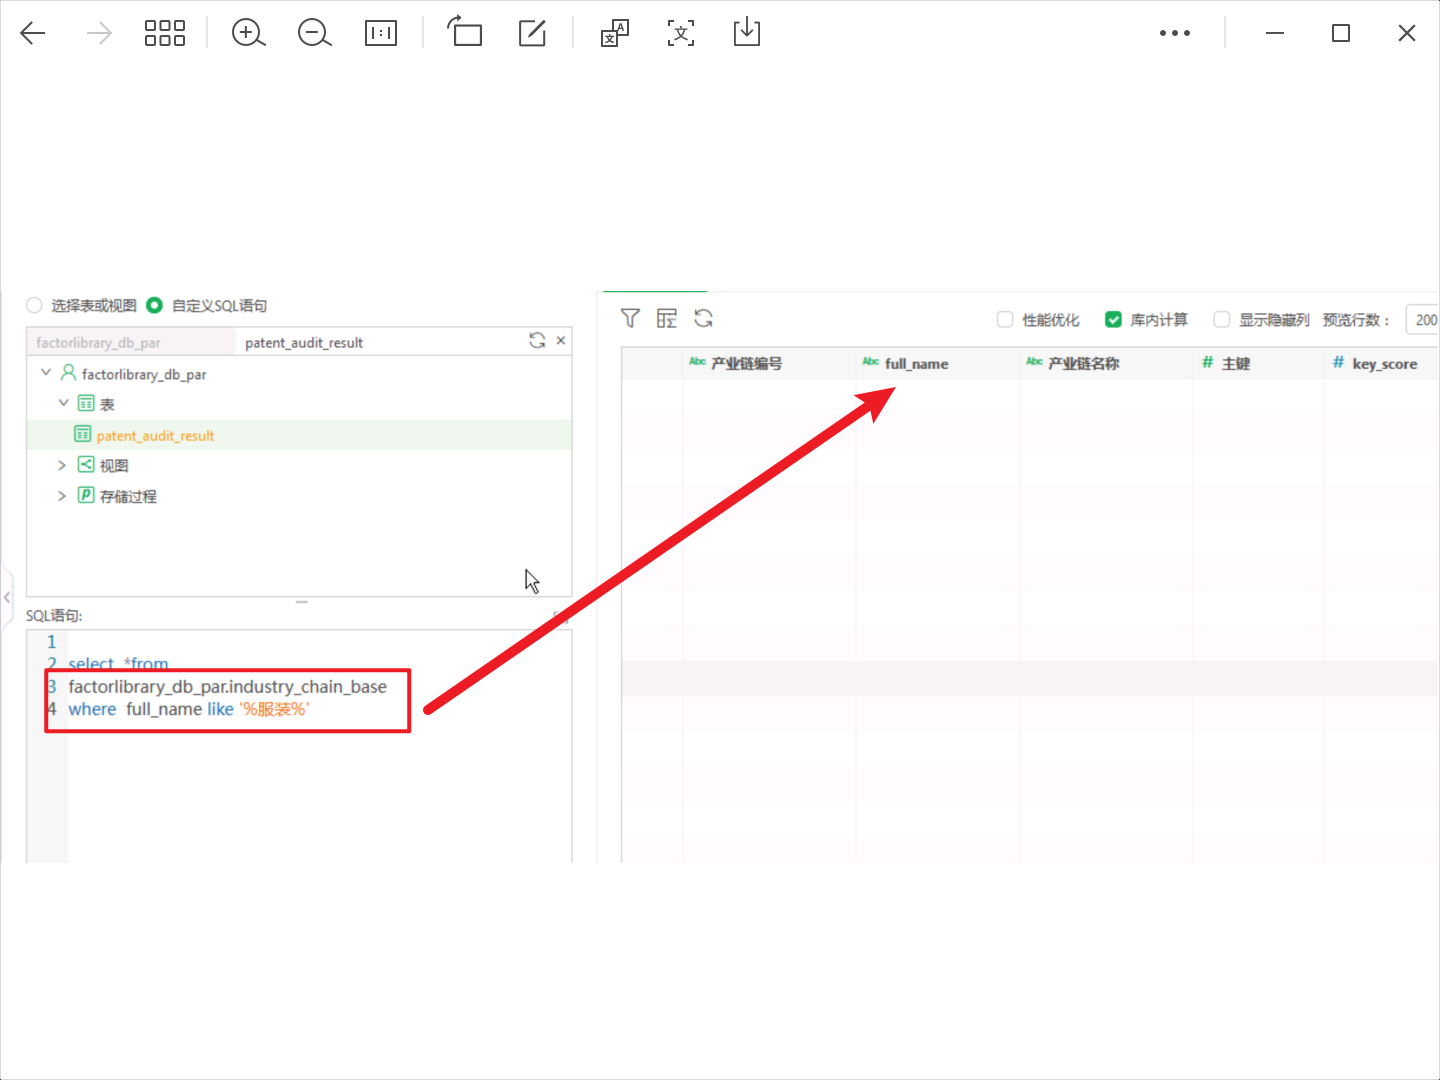 选择表或视图 自定义SQL语句
factorlibrary_db_par patent_audit_result
factorlibrary_db_par
表
patent_audit_result
视图
存储过程
SQL语句:
1
2 select *from
3 factorlibrary_db_par.industry_chain_base
4 where full_name like '%服装%'
性能优化 库内计算 显示隐藏列 预览行数： 200
Abc 产业链编号 Abc full_name Abc 产业链名称 # 主键 # key_score